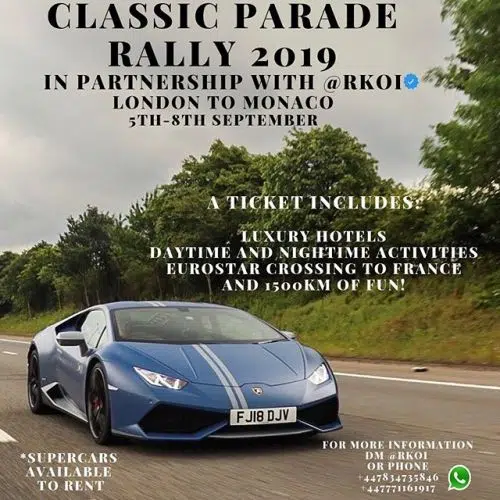 CLASSIC PARADE
RALLY 2019
IN PARTNERSHIP WITH @RKOI
LONDON TO MONACO
5TH-8TH SEPTEMBER
A TICKET INCLUDES:
LUXURY HOTELS
DAYTIME AND NIGHTIME ACTIVITIES
EUROSTAR CROSSING TO FRANCE
AND 1500KM OF FUN!
FJ18 DJV
*SUPERCARS
AVAILABLE
TO RENT
FOR MORE INFORMATION
DM @RKOI
OR PHONE
+447834735846
+447771161917